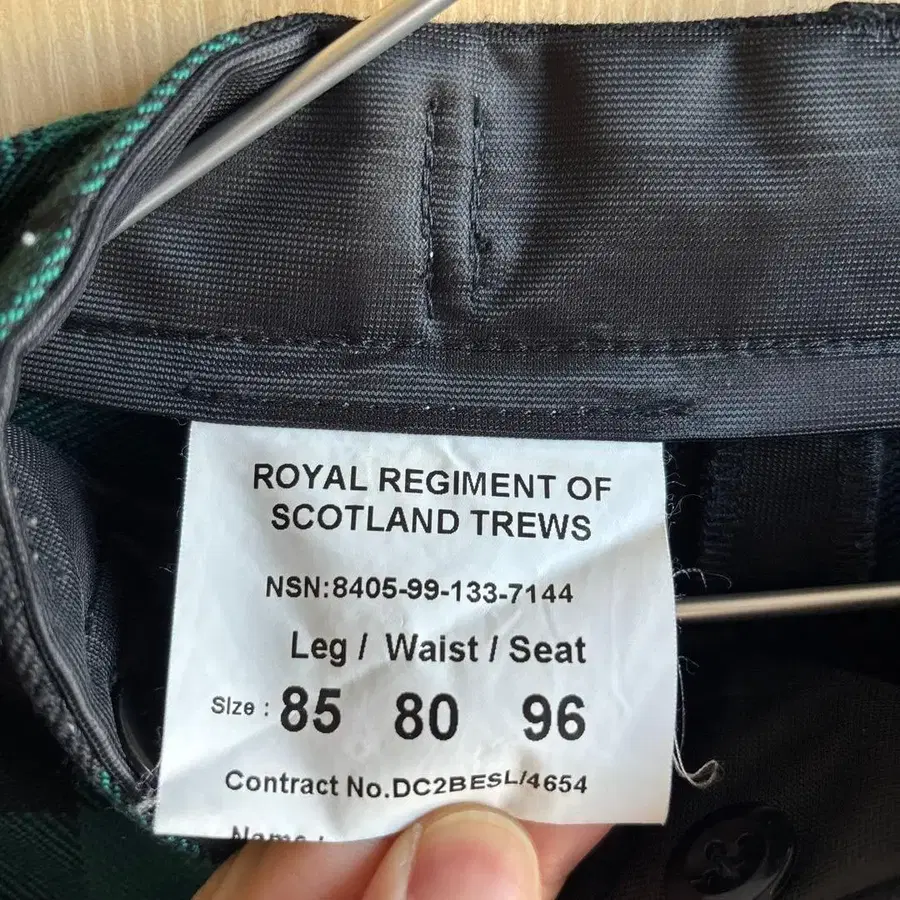 ROYAL REGIMENT OF
SCOTLAND TREWS
NSN:8405-99-133-7144
Leg / Waist / Seat
Size : 85 80 96
Contract No.DC2BESL/4654
Name :